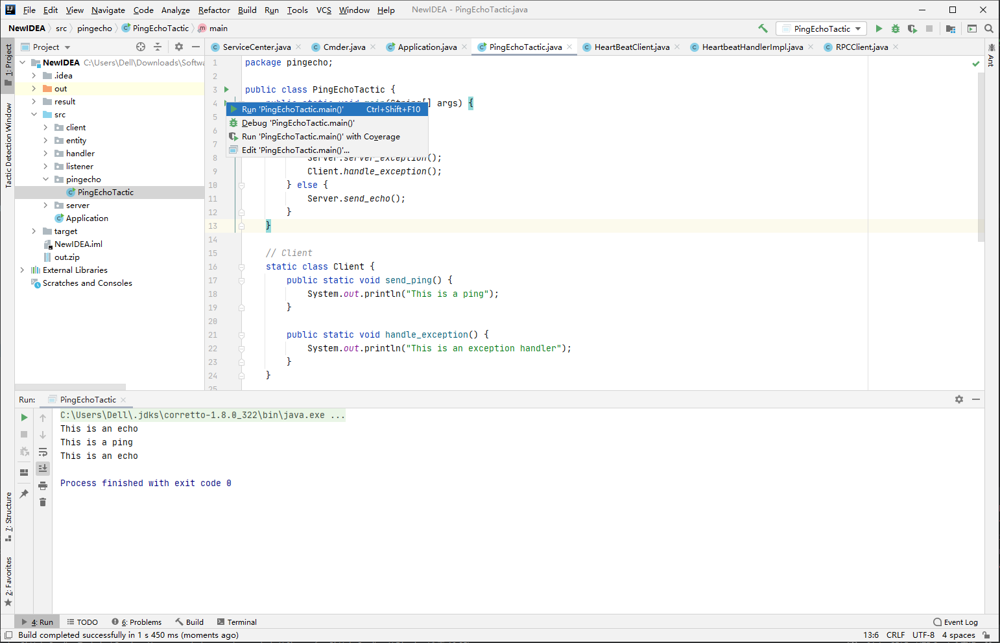 File Edit View Navigate Code Analyze Refactor Build Run Tools VCS Window Help NewIDEA - PingEchoTactic.java
NewIDEA src pingecho PingEchoTactic main
PingEchoTactic
Project
ServiceCenter.java Cmder.java Application.java PingEchoTactic.java HeartBeatClient.java HeartbeatHandlerImpl.java RPCClient.java
1: Project
Tactic Detection Window
7: Structure
2: Favorites
Ant
NewIDEA C:\Users\Dell\Downloads\Softwa
.idea
out
result
src
client
entity
handler
listener
pingecho
PingEchoTactic
server
Application
target
NewIDEA.iml
out.zip
External Libraries
Scratches and Consoles
1 package pingecho;
2
3 public class PingEchoTactic {
4 public static void main(String[] args) {
Run 'PingEchoTactic.main()' Ctrl+Shift+F10
5
Debug 'PingEchoTactic.main()'
6
Run 'PingEchoTactic.main()' with Coverage
7
Edit 'PingEchoTactic.main()'...
8 Server.server_exception();
9 Client.handle_exception();
10 } else {
11 Server.send_echo();
12 }
13 }
14
15 // Client
16 static class Client {
17 public static void send_ping() {
18 System.out.println("This is a ping");
19 }
20
21 public static void handle_exception() {
22 System.out.println("This is an exception handler");
23 }
24 }
25
Run: PingEchoTactic
C:\Users\Dell\.jdks\corretto-1.8.0_322\bin\java.exe ...
This is an echo
This is a ping
This is an echo
Process finished with exit code 0
4: Run TODO 6: Problems Build Terminal Event Log
Build completed successfully in 1 s 450 ms (moments ago) 13:6 CRLF UTF-8 4 spaces